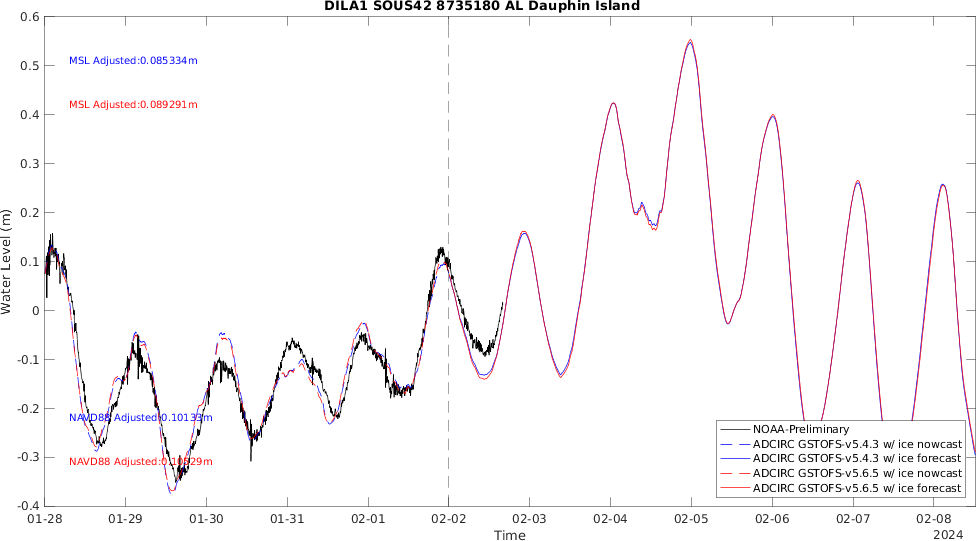 DILA1 SOUS42 8735180 AL Dauphin Island
0.6
0.5
0.4
0.3
0.2
0.1
0
-0.1
-0.2
-0.3
-0.4
Water Level (m)
MSL Adjusted:0.085334m
MSL Adjusted:0.089291m
NAVD88 Adjusted:0.10133m
NAVD88 Adjusted:0.10529m
NOAA-Preliminary
ADCIRC GSTOFS-v5.4.3 w/ ice nowcast
ADCIRC GSTOFS-v5.4.3 w/ ice forecast
ADCIRC GSTOFS-v5.6.5 w/ ice nowcast
ADCIRC GSTOFS-v5.6.5 w/ ice forecast
01-28 01-29 01-30 01-31 02-01 02-02 02-03 02-04 02-05 02-06 02-07 02-08
Time
2024